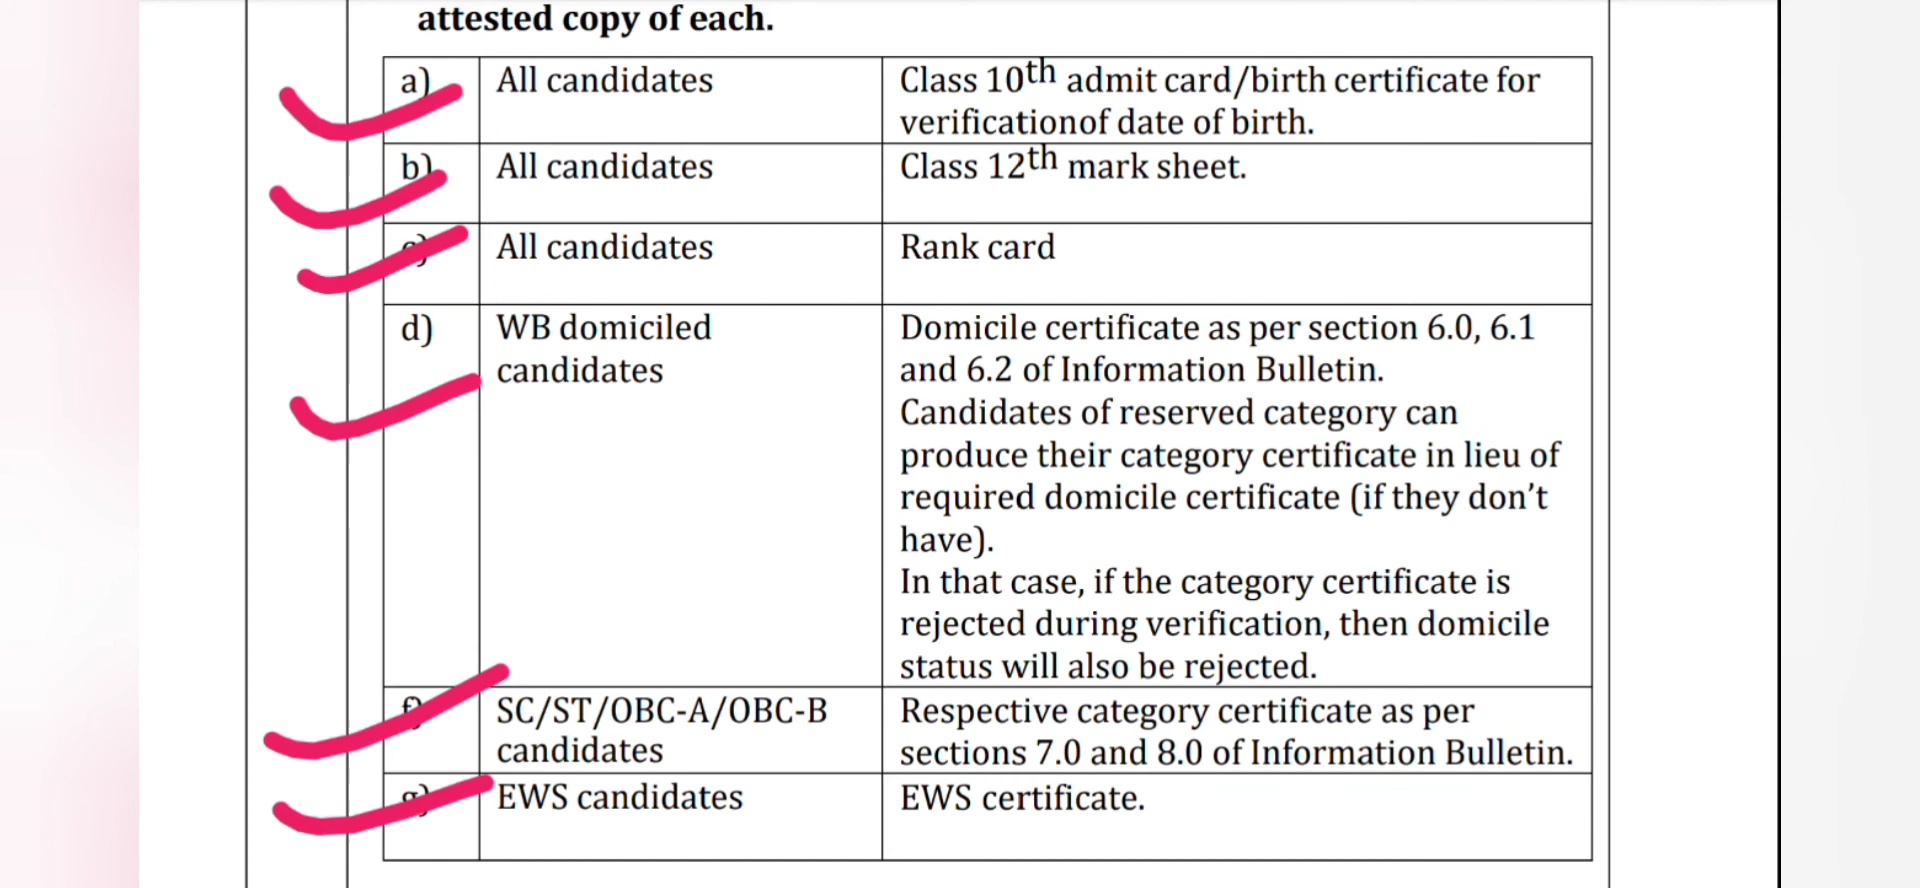 attested copy of each.
a) All candidates Class 10th admit card/birth certificate for
verificationof date of birth.
b) All candidates Class 12th mark sheet.
c) All candidates Rank card
d) WB domiciled Domicile certificate as per section 6.0, 6.1
candidates and 6.2 of Information Bulletin.
Candidates of reserved category can
produce their category certificate in lieu of
required domicile certificate (if they don’t
have).
In that case, if the category certificate is
rejected during verification, then domicile
status will also be rejected.
f) SC/ST/OBC-A/OBC-B Respective category certificate as per
candidates sections 7.0 and 8.0 of Information Bulletin.
g) EWS candidates EWS certificate.